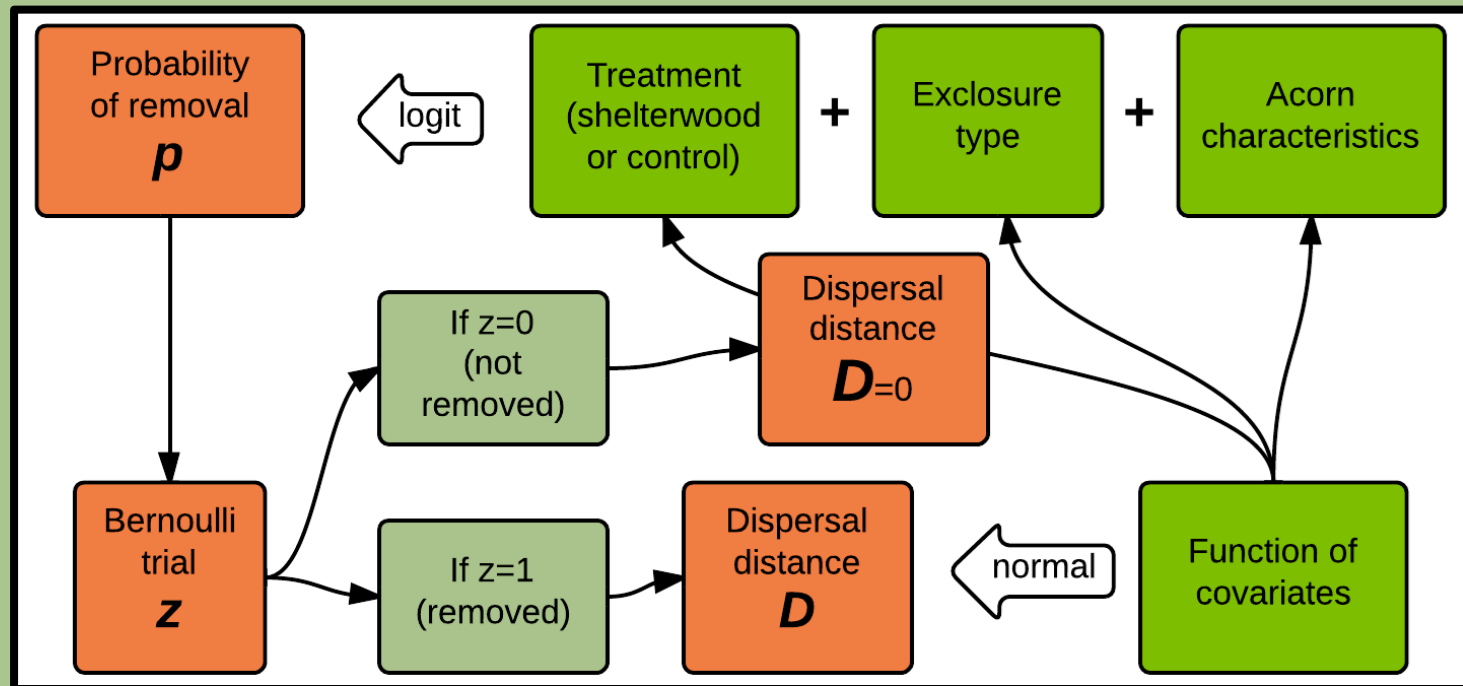 Probability
of removal
p
logit
Treatment
(shelterwood
or control)
+
Exclosure
type
+
Acorn
characteristics
If z=0
(not
removed)
Dispersal
distance
D=0
Bernoulli
trial
z
If z=1
(removed)
Dispersal
distance
D
normal
Function of
covariates